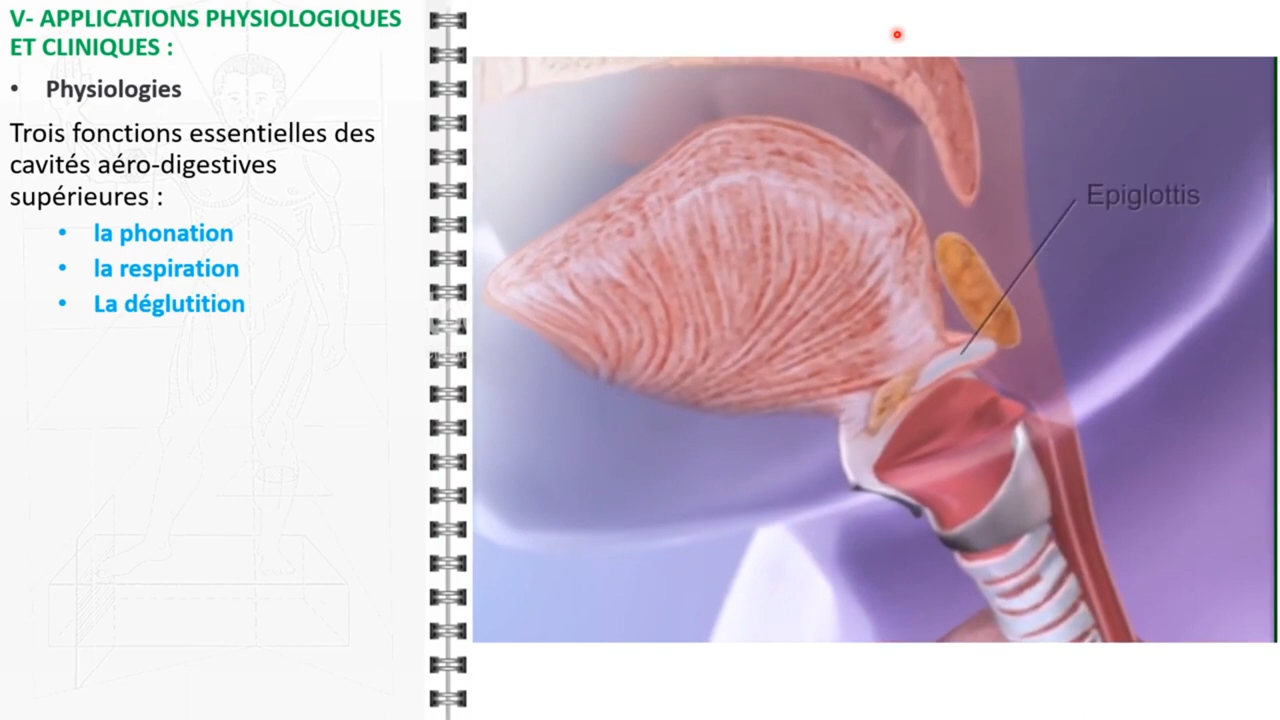 V- APPLICATIONS PHYSIOLOGIQUES
ET CLINIQUES :
• Physiologies
Trois fonctions essentielles des
cavités aéro-digestives
supérieures :
• la phonation
• la respiration
• La déglutition
Epiglottis